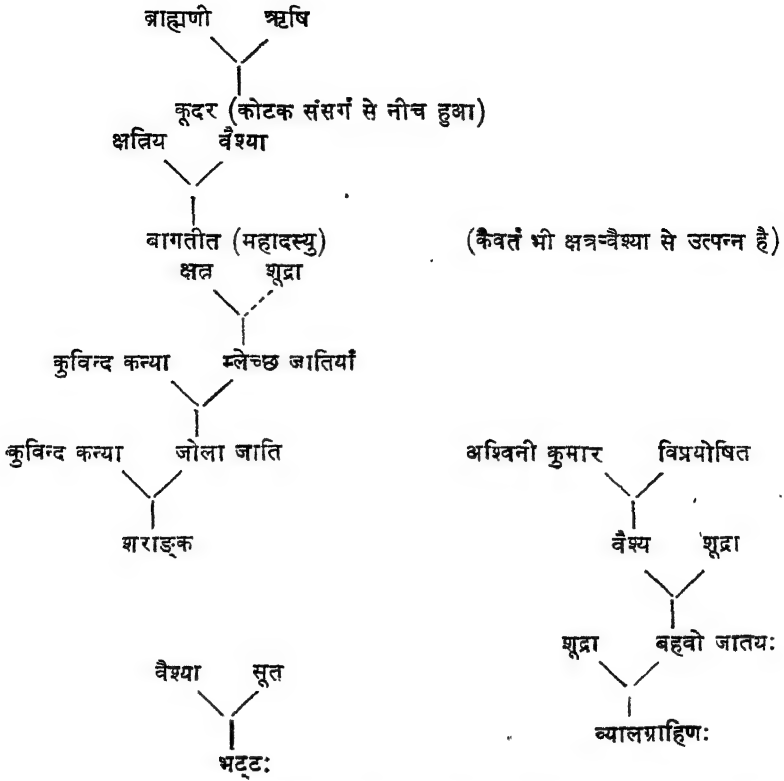 ब्राह्मणी ऋषि
कूदर (कोटक संसर्ग से नीच हुआ)
क्षत्रिय वैश्या
बागतीत (महादस्यु) (कैवर्त भी क्षत्र=वैश्या से उत्पन्न है)
क्षत्र शूद्रा
कुविन्द कन्या म्लेच्छ जातियाँ
कुविन्द कन्या जोला जाति अश्विनी कुमार विप्रयोषित
शराङ्क वैश्य शूद्रा
शूद्रा बहवो जातयः
वैश्या सूत
व्यालग्राहिणः
भट्टः